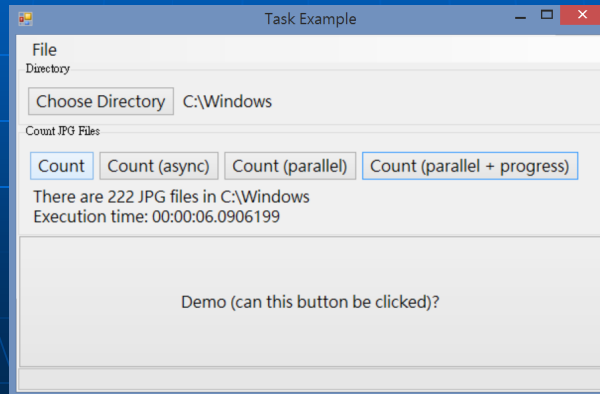 Task Example
File
Directory
Choose Directory C:\Windows
Count JPG Files
Count Count (async) Count (parallel) Count (parallel + progress)
There are 222 JPG files in C:\Windows
Execution time: 00:00:06.0906199
Demo (can this button be clicked)?